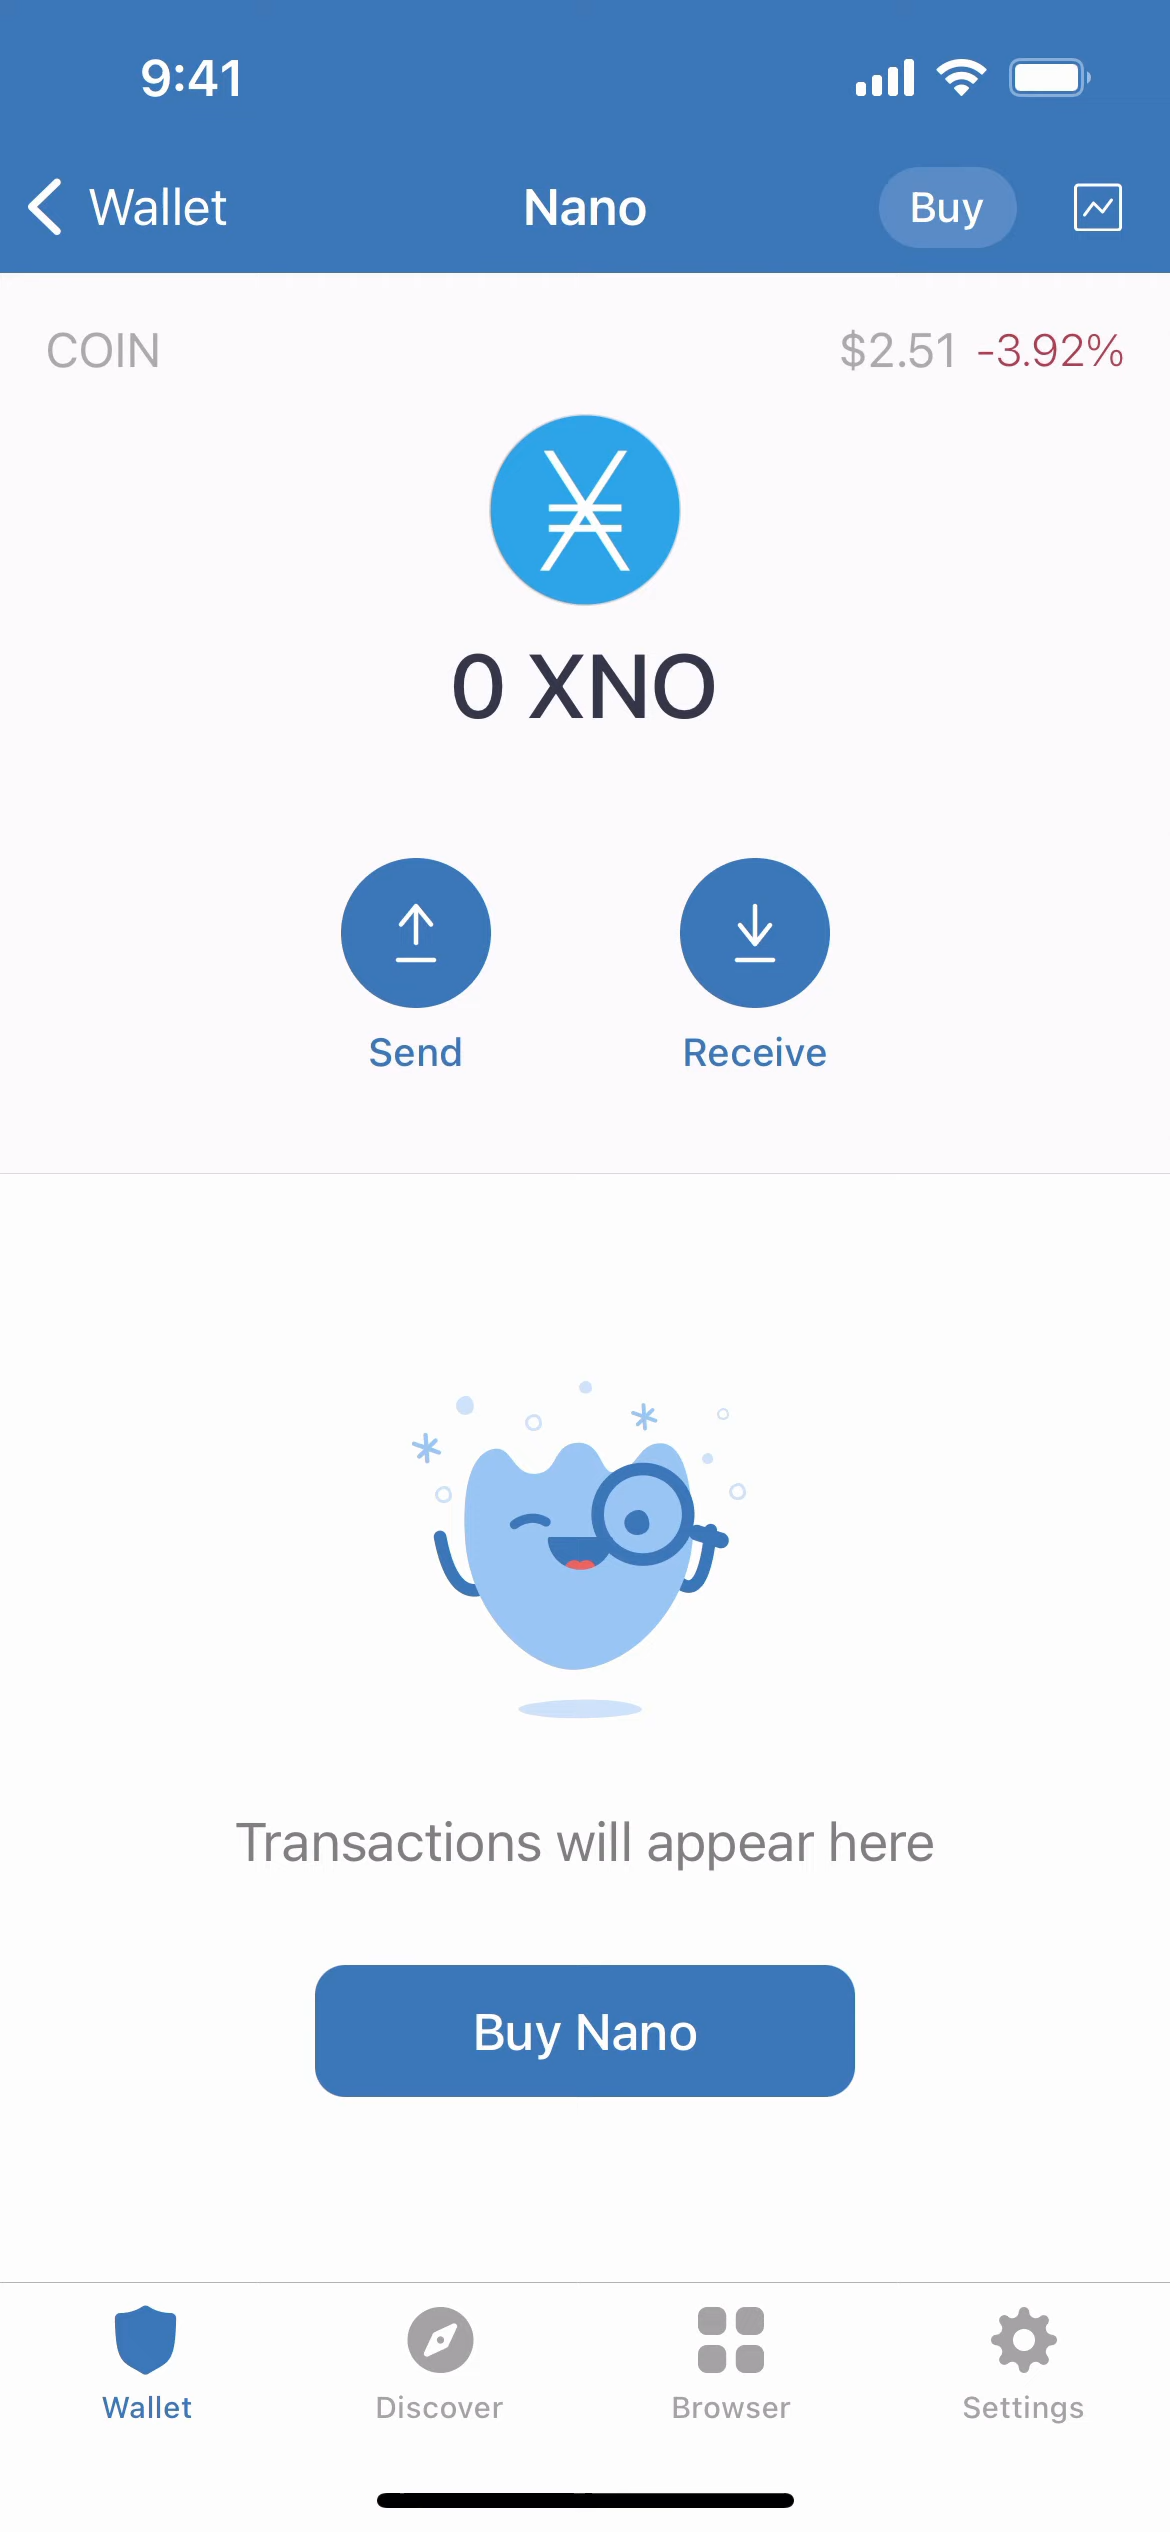 9:41
Wallet
Nano
Buy
COIN
$2.51 -3.92%
0 XNO
Send
Receive
Transactions will appear here
Buy Nano
Wallet
Discover
Browser
Settings